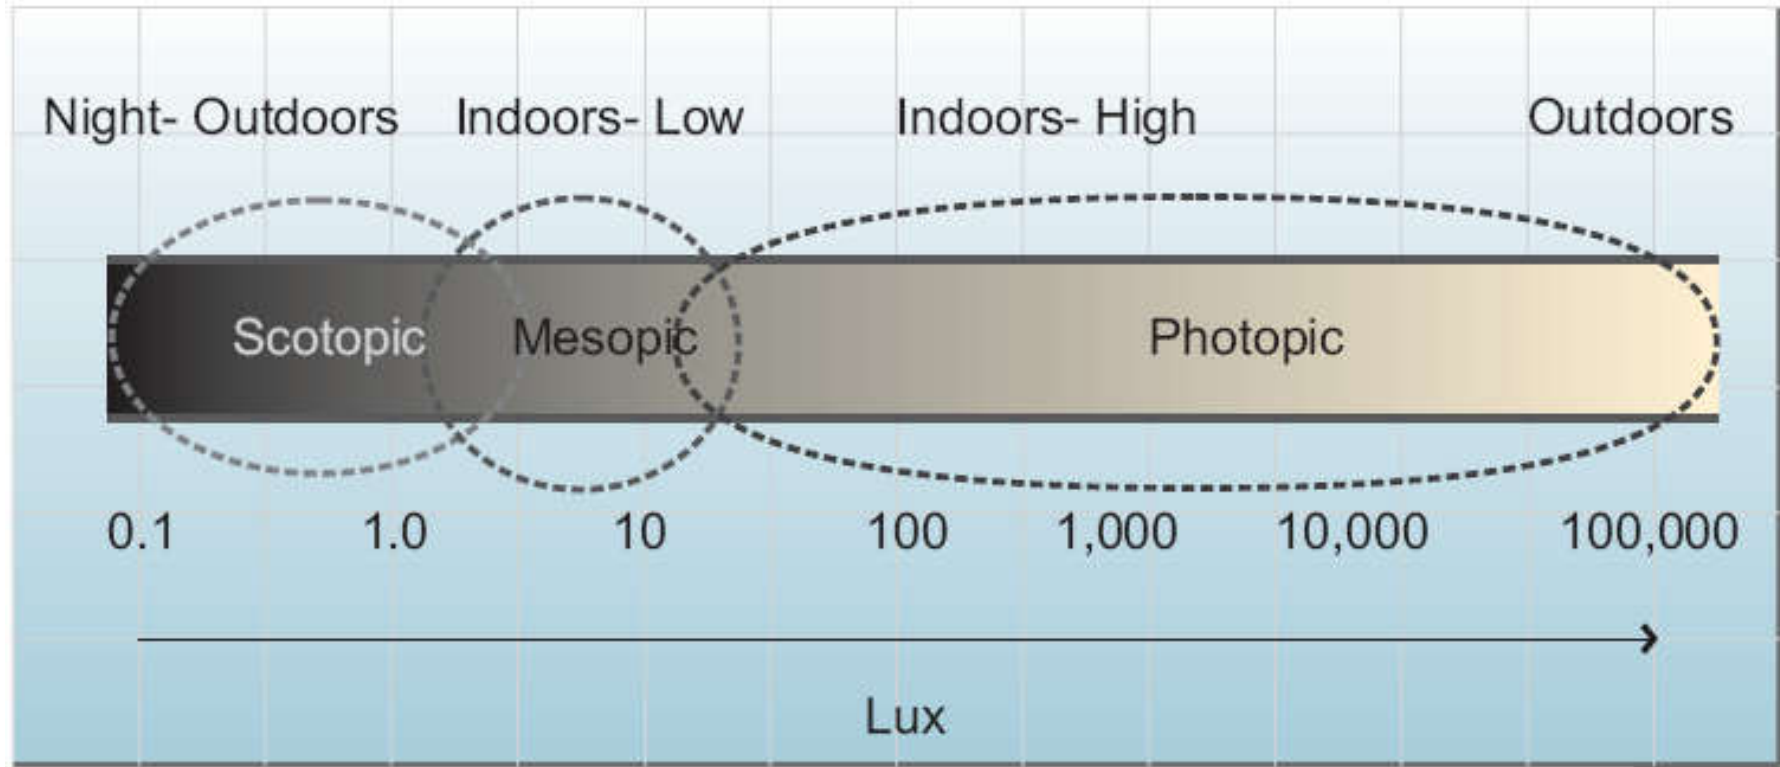 Night- Outdoors Indoors- Low Indoors- High Outdoors
Scotopic Mesopic Photopic
0.1 1.0 10 100 1,000 10,000 100,000
Lux